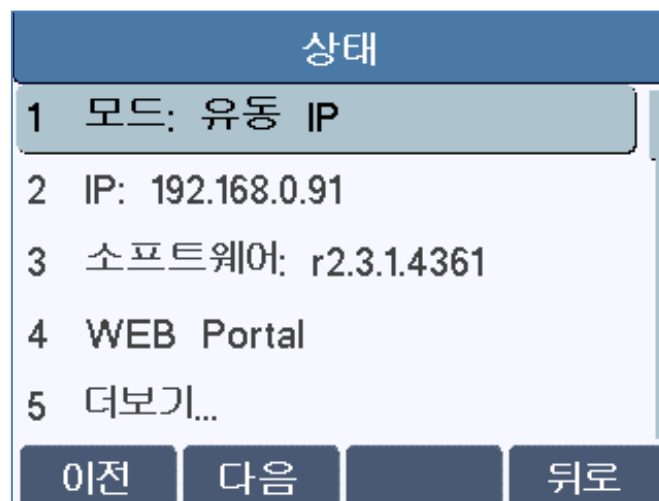 상태
1 모드: 유동 IP
2 IP: 192.168.0.91
3 소프트웨어: r2.3.1.4361
4 WEB Portal
5 더보기...
이전 다음 뒤로